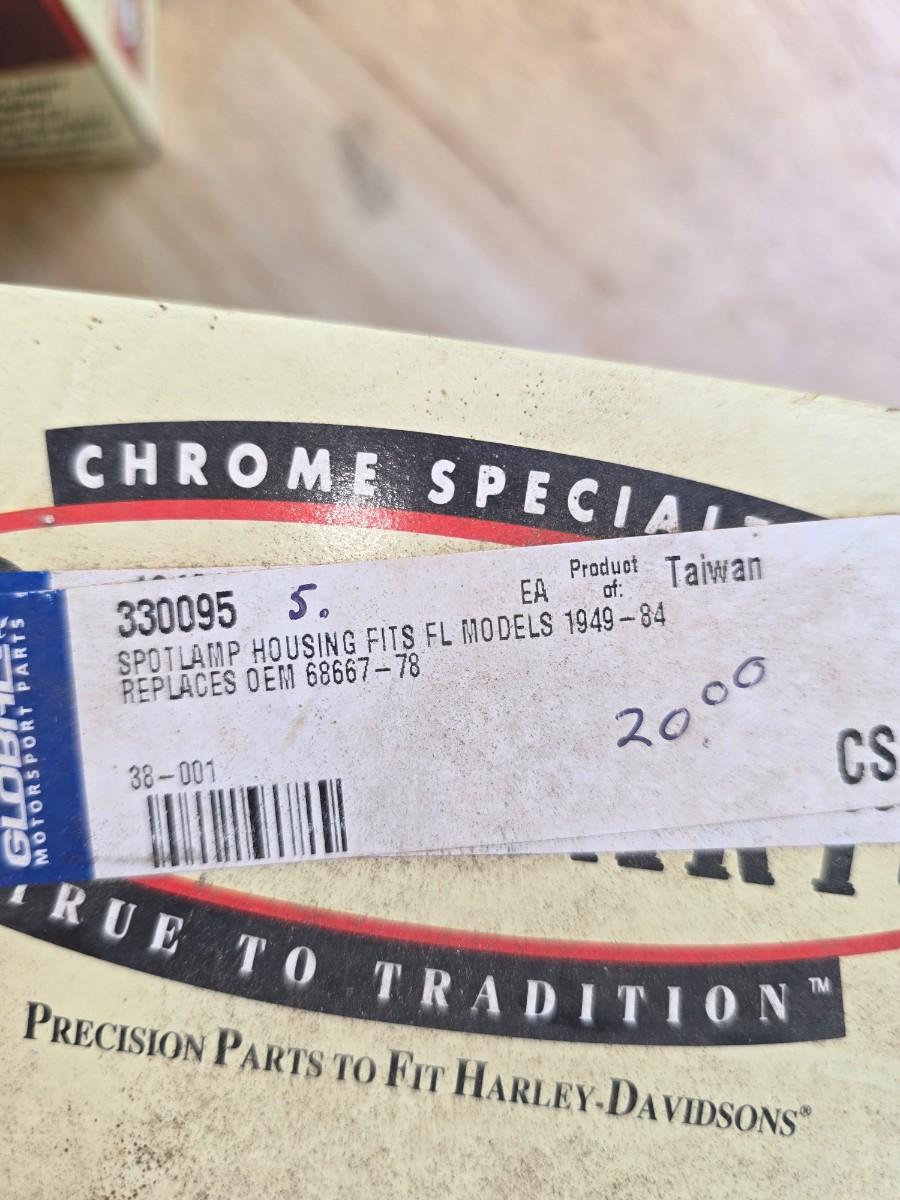 CHROME SPECIAL
330095 5. EA Product of: Taiwan
SPOTLAMP HOUSING FITS FL MODELS 1949-84
REPLACES OEM 68667-78
20.00
38-001
CS
GLOBAL
MOTORSPORT PARTS
TRUE TO TRADITION™
PRECISION PARTS TO FIT HARLEY-DAVIDSONS®